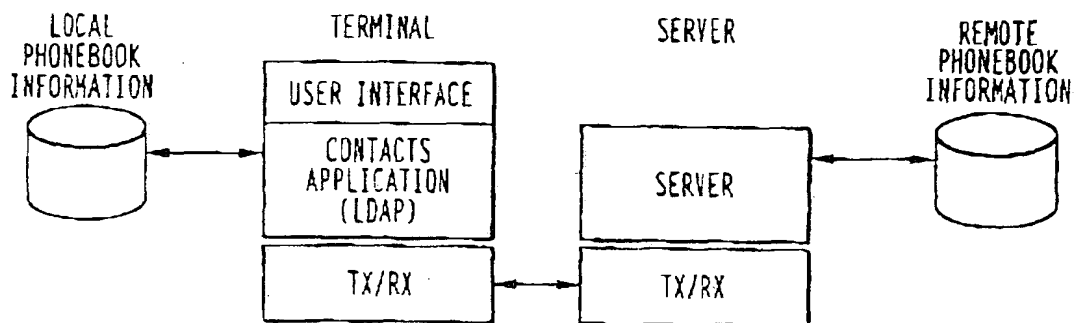 LOCAL
PHONEBOOK
INFORMATION
TERMINAL
SERVER
REMOTE
PHONEBOOK
INFORMATION
USER INTERFACE
CONTACTS
APPLICATION
(LDAP)
SERVER
TX/RX
TX/RX